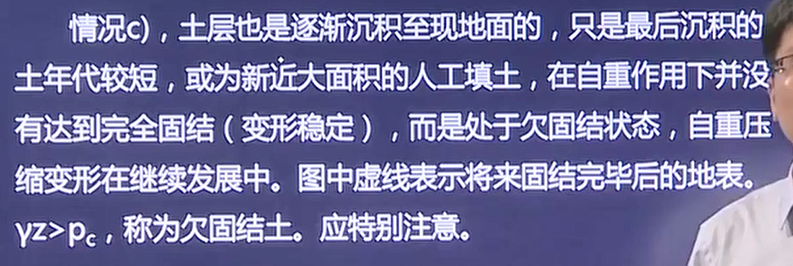 情况c)，土层也是逐渐沉积至现地面的，只是最后沉积的
土年代较短，或为新近大面积的人工填土，在自重作用下并没
有达到完全固结（变形稳定），而是处于欠固结状态，自重压
缩变形在继续发展中。图中虚线表示将来固结完毕后的地表。
γz>pc，称为欠固结土。应特别注意。